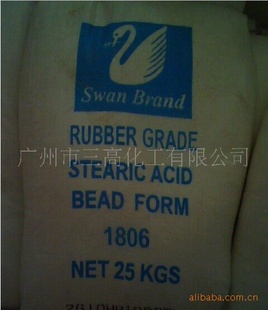 Swan Brand
RUBBER GRADE
广州市三高化工有限公司
STEARIC ACID
BEAD FORM
1806
NET 25 KGS
alibaba.com.cn